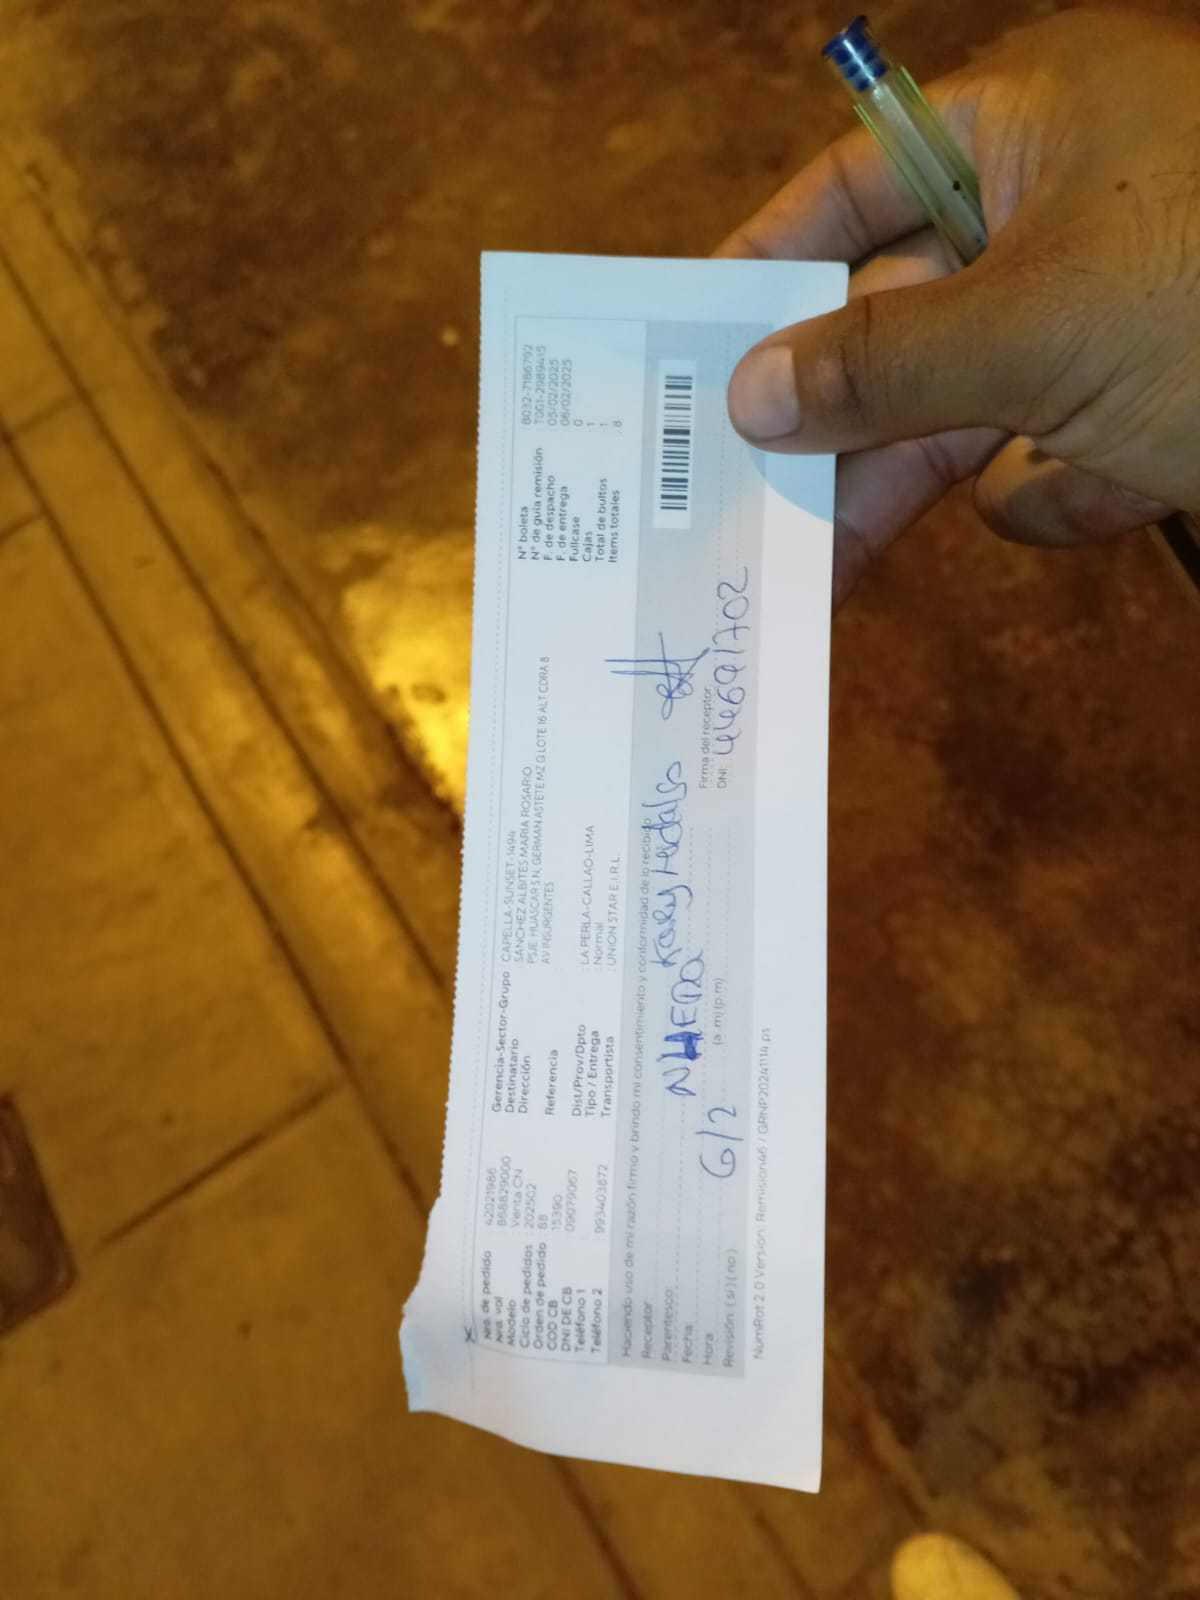 Nro. de pedido : 42021986
Nro. vol : 868829000
Modelo : Venta CN
Ciclo de pedidos : 202502
Orden de pedido : 88
COD CB : 15390
DNI DE CB : 09079067
Teléfono 1 :
Teléfono 2 : 993403872
Gerencia-Sector-Grupo CAPELLA-SUNSET-1494
Destinatario SANCHEZ ALBITES MARIA ROSARIO
Dirección PSJE HUASCAR S N, GERMAN ASTETE MZ G LOTE 16 ALT CDRA 8
AV INSURGENTES
Referencia :
Dist/Prov/Dpto : LA PERLA-CALLAO-LIMA
Tipo / Entrega : Normal
Transportista : UNION STAR E.I.R.L.
N° boleta 8032-7186792
N° de guía remisión T001-2989415
F. de despacho 05/02/2025
F. de entrega 06/02/2025
Fullcase 0
Cajas 1
Total de bultos 1
Items totales : 8
Haciendo uso de mi razón firmo y brindo mi consentimiento y conformidad de lo recibido
Receptor Kory Hidalgo
Parentesco:
Fecha: 6/2
Hora (a.m) (p.m)
Revisión: (si) (no)
Firma del receptor:
DNI: 44691702
NumRot 2.0 Version: Remision46 / GRNP20241114 ps